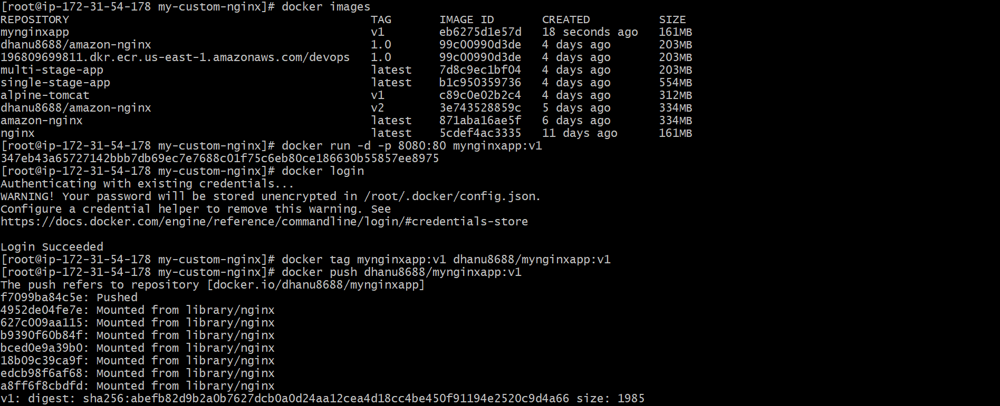 [root@ip-172-31-54-178 my-custom-nginx]# docker images
REPOSITORY TAG IMAGE ID CREATED SIZE
mynginxapp v1 eb6275d1e57d 18 seconds ago 161MB
dhanu8688/amazon-nginx 1.0 99c00990d3de 4 days ago 203MB
196809699811.dkr.ecr.us-east-1.amazonaws.com/devops 1.0 99c00990d3de 4 days ago 203MB
multi-stage-app latest 7d8c9ec1bf04 4 days ago 203MB
single-stage-app latest b1c950359736 4 days ago 554MB
alpine-tomcat v1 c89c0e02b2c4 4 days ago 312MB
dhanu8688/amazon-nginx v2 3e743528859c 5 days ago 334MB
amazon-nginx latest 871aba16ae5f 6 days ago 334MB
nginx latest 5cdef4ac3335 11 days ago 161MB
[root@ip-172-31-54-178 my-custom-nginx]# docker run -d -p 8080:80 mynginxapp:v1
347eb43a65727142bbb7db69ec7e7688c01f75c6eb80ce186630b55857ee8975
[root@ip-172-31-54-178 my-custom-nginx]# docker login
Authenticating with existing credentials...
WARNING! Your password will be stored unencrypted in /root/.docker/config.json.
Configure a credential helper to remove this warning. See
https://docs.docker.com/engine/reference/commandline/login/#credentials-store
Login Succeeded
[root@ip-172-31-54-178 my-custom-nginx]# docker tag mynginxapp:v1 dhanu8688/mynginxapp:v1
[root@ip-172-31-54-178 my-custom-nginx]# docker push dhanu8688/mynginxapp:v1
The push refers to repository [docker.io/dhanu8688/mynginxapp]
f7099ba84c5e: Pushed
4952de04fe7e: Mounted from library/nginx
627c009aa115: Mounted from library/nginx
b9390f60b84f: Mounted from library/nginx
bced0e9a39b0: Mounted from library/nginx
18b09c39ca9f: Mounted from library/nginx
edcb98f6af68: Mounted from library/nginx
a8ff6f8cbdfd: Mounted from library/nginx
v1: digest: sha256:abefb82d9b2a0b7627dcb0a0d24aa12cea4d18cc4be450f91194e2520c9d4a66 size: 1985